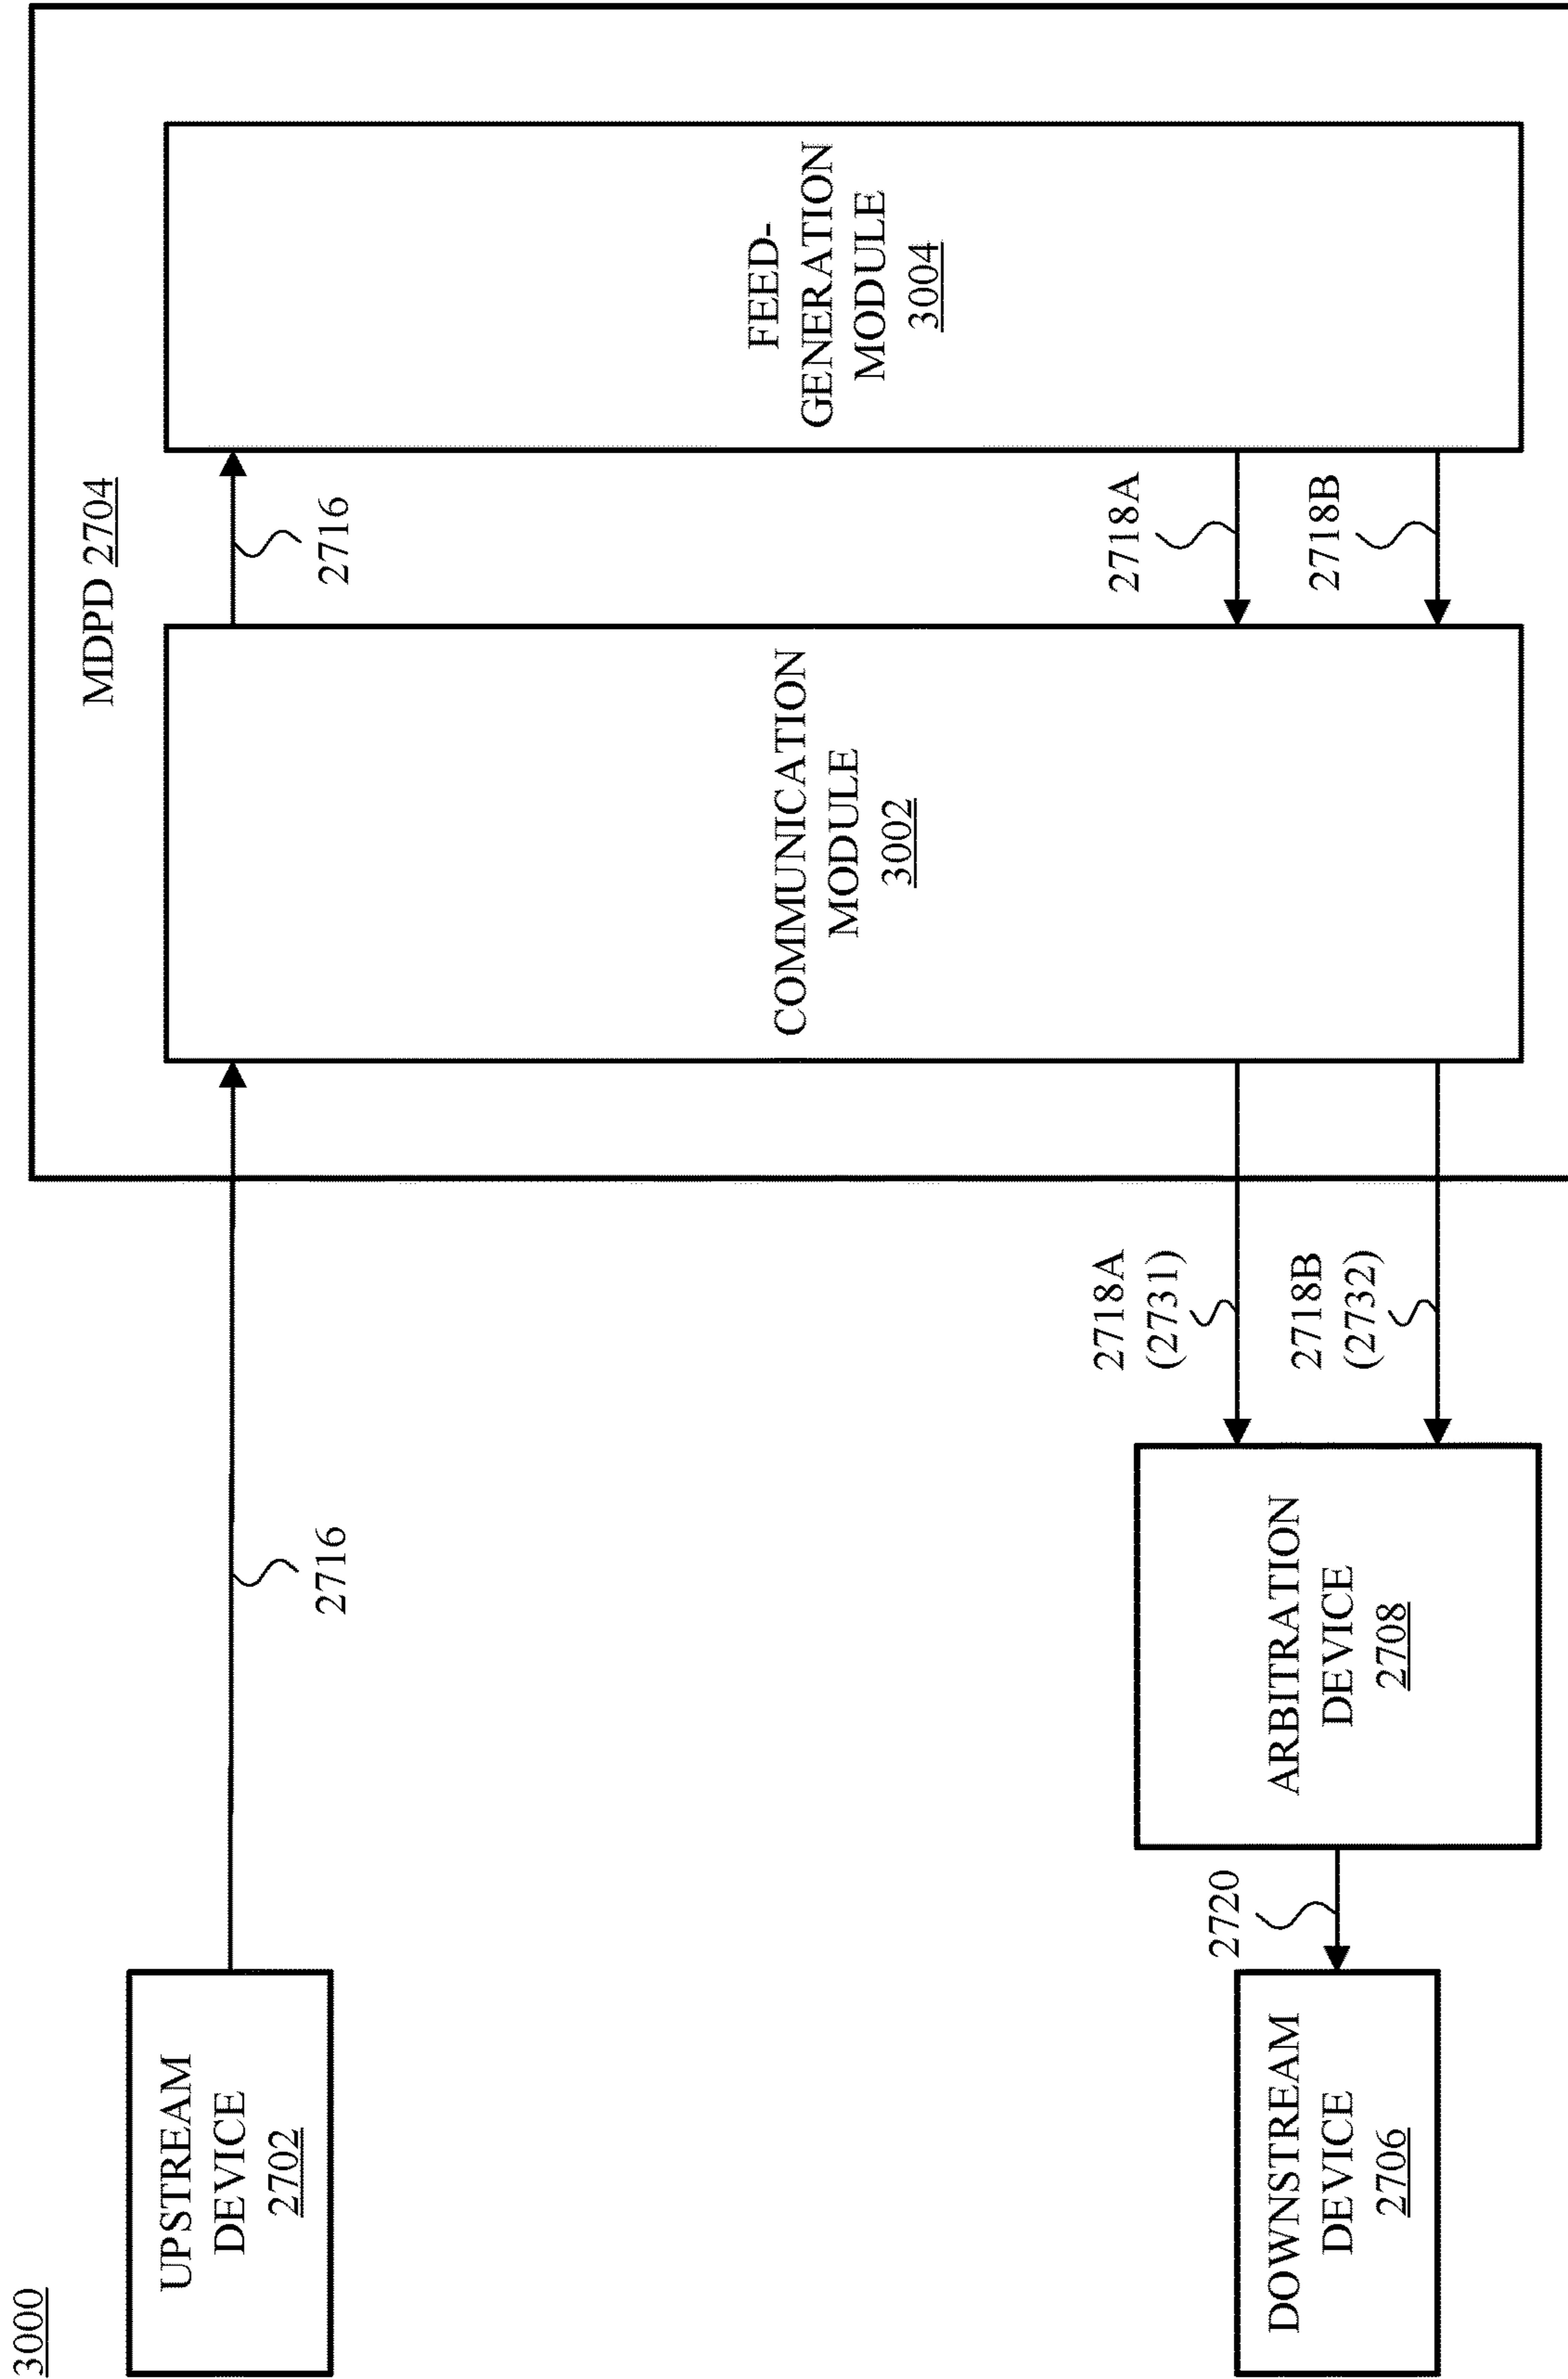 3000
UPSTREAM
DEVICE
2702
2716
MDPD 2704
COMMUNICATION
MODULE
3002
2716
FEED-
GENERATION
MODULE
3004
2718A
2718B
2718A
(2731)
2718B
(2732)
ARBITRATION
DEVICE
2708
2720
DOWNSTREAM
DEVICE
2706